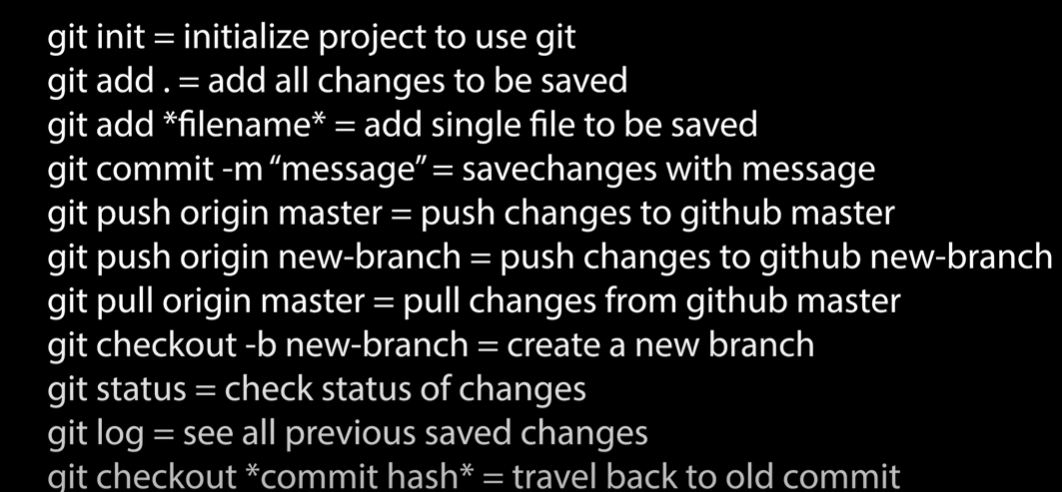 git init = initialize project to use git
git add . = add all changes to be saved
git add *filename* = add single file to be saved
git commit -m “message” = savechanges with message
git push origin master = push changes to github master
git push origin new-branch = push changes to github new-branch
git pull origin master = pull changes from github master
git checkout -b new-branch = create a new branch
git status = check status of changes
git log = see all previous saved changes
git checkout *commit hash* = travel back to old commit